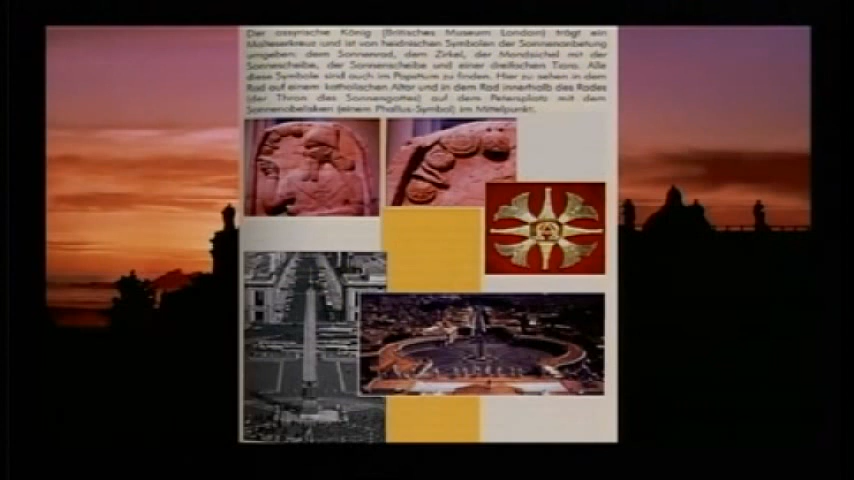 Der assyrische König (Britisches Museum London) trägt ein
Malteserkreuz und ist von heidnischen Symbolen der Sonnenanbetung
umgeben: dem Sonnenrad, dem Zirkel, der Mondsichel mit der
Sonnescheibe, der Sonnenscheibe und einer dreifachen Tiara. Alle
diese Symbole sind auch im Papsttum zu finden. Hier zu sehen in dem
Rad auf einem katholischen Altar und in dem Rad innerhalb des Rades
(der Thron des Sonnengottes) auf dem Petersplatz mit dem
Sonnenobelisken (einem Phallus-Symbol) im Mittelpunkt.